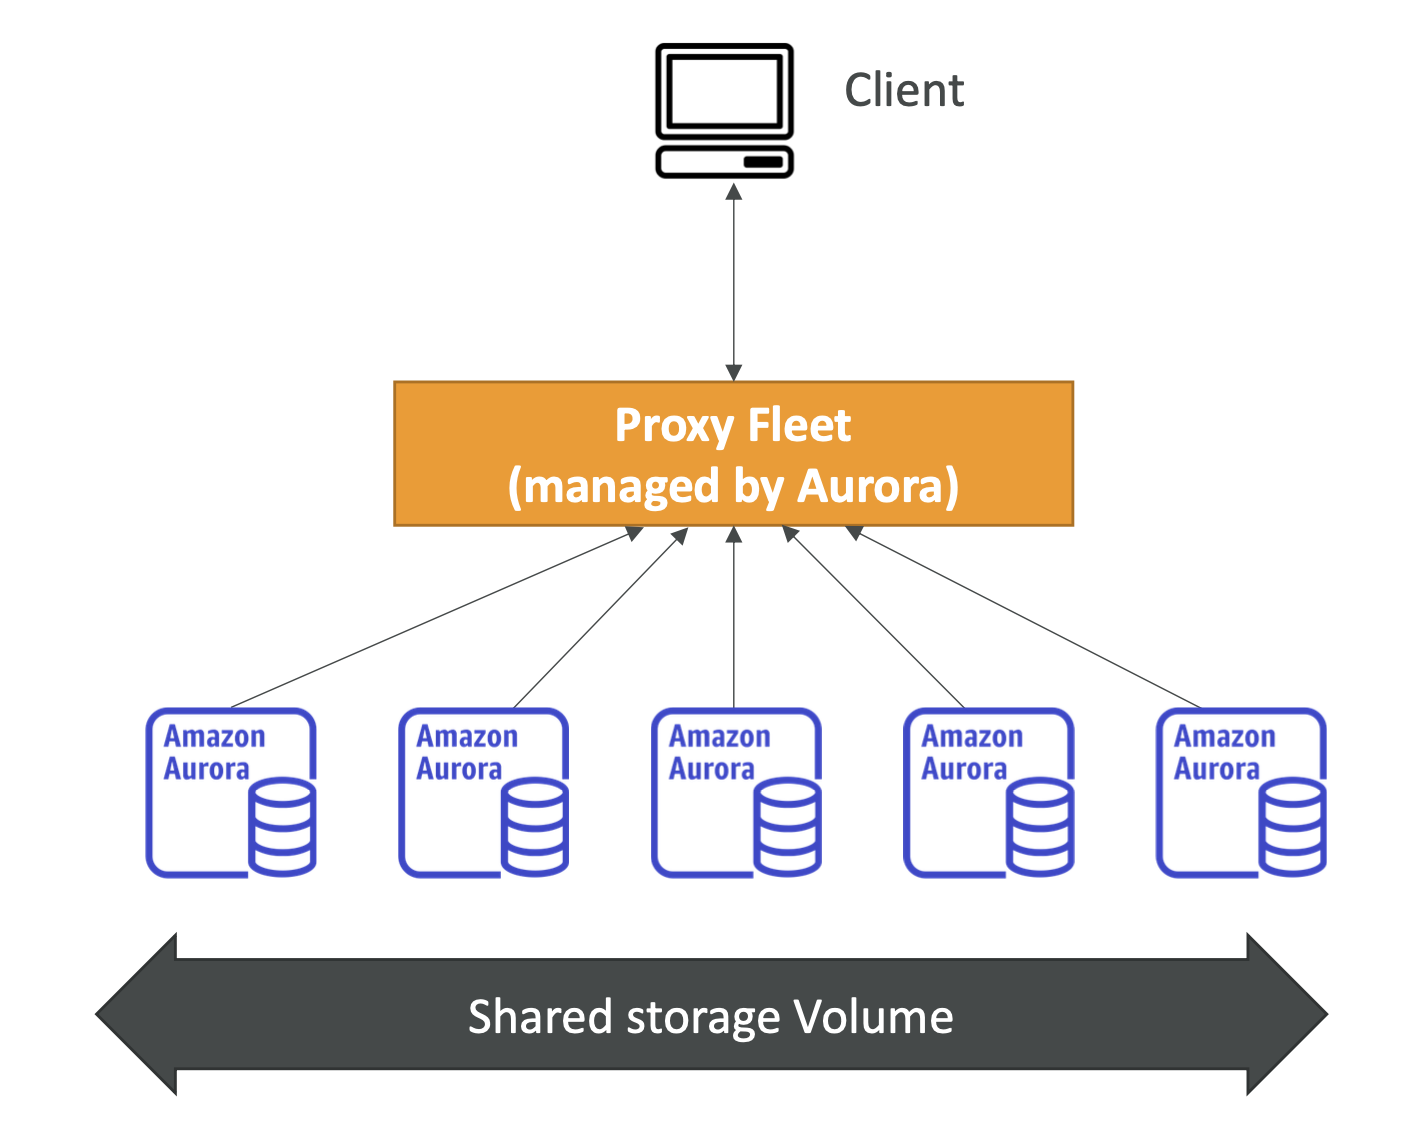 Client
Proxy Fleet
(managed by Aurora)
Amazon
Aurora
Amazon
Aurora
Amazon
Aurora
Amazon
Aurora
Amazon
Aurora
Shared storage Volume